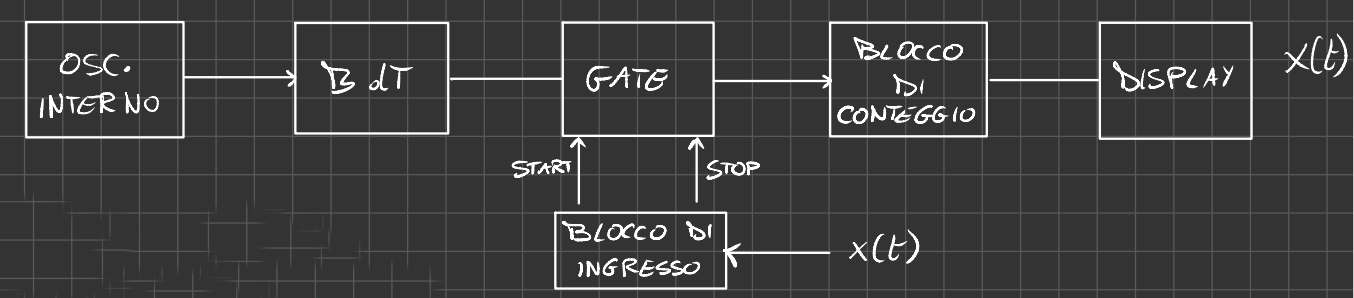 OSC.
INTERNO
B dT
GATE
BLOCCO
DI
CONTEGGIO
DISPLAY
x(t)
START
STOP
BLOCCO DI
INGRESSO
x(t)